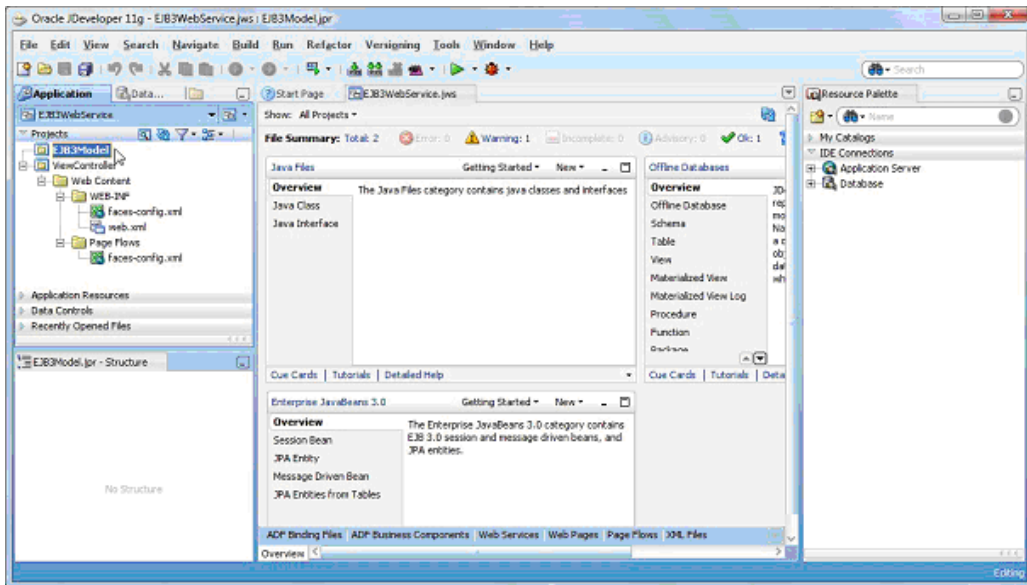 Oracle JDeveloper 11g - EJB3WebService.jws : EJB3Model.jpr
File Edit View Search Navigate Build Run Refactor Versioning Tools Window Help
Search
Application Data...
EJB3WebService
Projects
EJB3Model
ViewController
Web Content
WEB-INF
faces-config.xml
web.xml
Page Flows
faces-config.xml
Application Resources
Data Controls
Recently Opened Files
EJB3Model.jpr - Structure
No Structure
Start Page EJB3WebService.jws
Show: All Projects
File Summary: Total: 2 Error: 0 Warning: 1 Incomplete: 0 Advisory: 0 Ok: 1
Java Files Getting Started New
Overview
Java Class
Java Interface
The Java Files category contains java classes and interfaces
Cue Cards | Tutorials | Detailed Help
Offline Databases
Overview
Offline Database
Schema
Table
View
Materialized View
Materialized View Log
Procedure
Function
Package
JD
rep
mo
Na
a c
ob
dat
wh
Cue Cards | Tutorials | Deta
Enterprise JavaBeans 3.0 Getting Started New
Overview
Session Bean
JPA Entity
Message Driven Bean
JPA Entities from Tables
The Enterprise JavaBeans 3.0 category contains
EJB 3.0 session and message driven beans, and
JPA entities.
ADF Binding Files | ADF Business Components | Web Services | Web Pages | Page Flows | XML Files
Overview
Resource Palette
Name
My Catalogs
IDE Connections
Application Server
Database
Editing